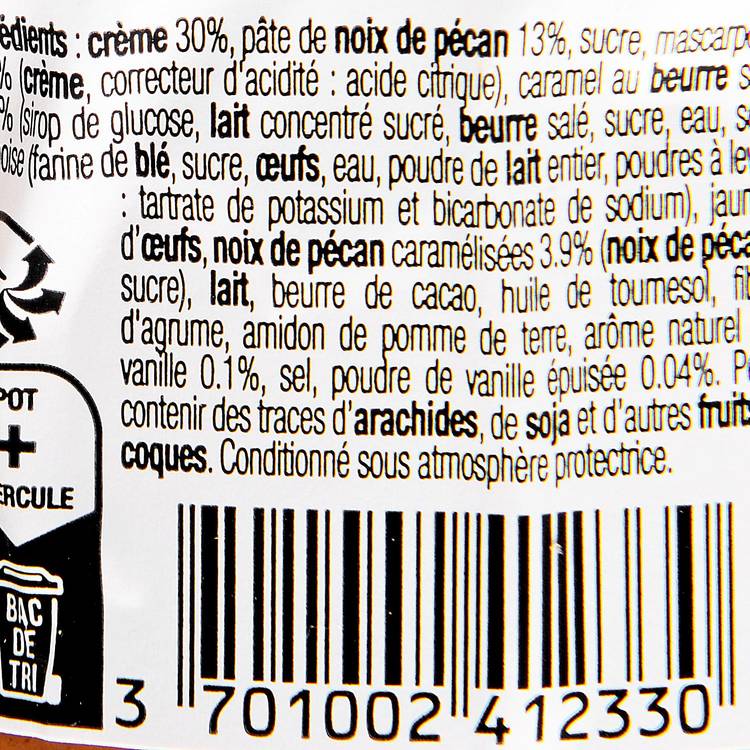 édients : crème 30%, pâte de noix de pécan 13%, sucre, mascarpo
% (crème, correcteur d'acidité : acide citrique), caramel au beurre s
% (sirop de glucose, lait concentré sucré, beurre salé, sucre, eau, s
oise (farine de blé, sucre, œufs, eau, poudre de lait entier, poudres à lev
: tartrate de potassium et bicarbonate de sodium), jaun
d'œufs, noix de pécan caramélisées 3.9% (noix de péca
sucre), lait, beurre de cacao, huile de tournesol, fib
d'agrume, amidon de pomme de terre, arôme naturel
vanille 0.1%, sel, poudre de vanille épuisée 0.04%. Pe
contenir des traces d'arachides, de soja et d'autres fruits
coques. Conditionné sous atmosphère protectrice.
POT
+
ERCULE
BAC
DE
TRI
3 701002 412330